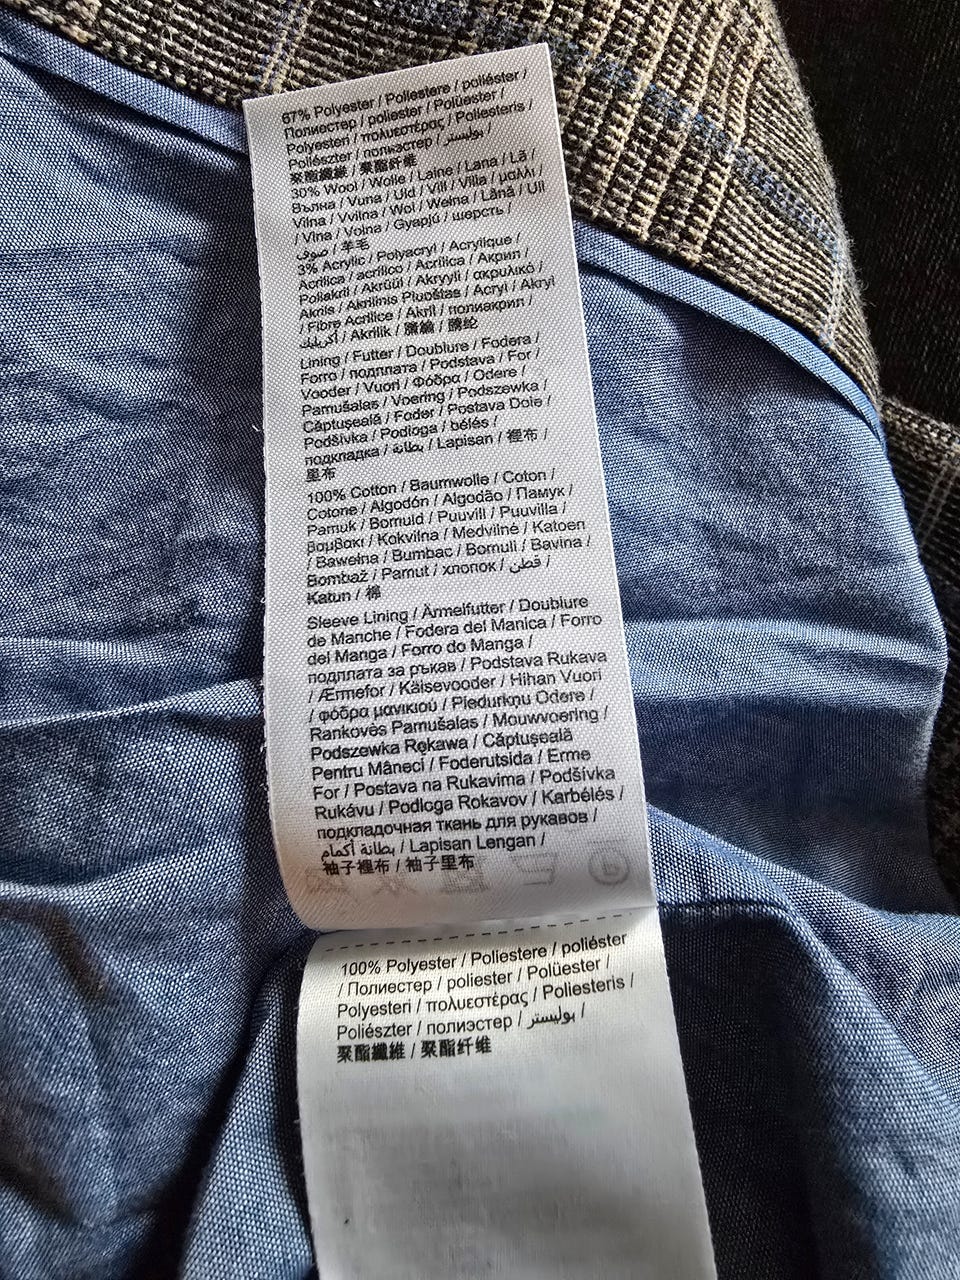 67% Polyester / Poliestere / poliéster /
Полиестер / poliester / Polüester /
Polyesteri / πολυεστέρας / Poliesteris /
Poliészter / полиэстер / بوليستر /
聚酯纖維 / 聚酯纤维
30% Wool / Wolle / Laine / Lana / Lã /
Вълна / Vuna / Uld / Vill / Villa / μαλλί
Vilna / Vvilna / Wol / Wełna / Lână / Ull
/ Vlna / Volna / Gyapjú / шерсть /
صوف / 羊毛
3% Acrylic / Polyacryl / Acrylique /
Acrilica / acrílico / Acrílica / Акрил /
Poliakril / Akrüül / Akryyli / ακρυλικό /
Akrils / Akrilinis Pluoštas / Acryl / Akryl
/ Fibre Acrilice / Akril / полиакрил /
أكريليك / Akrilik / 腈綸 / 腈纶
Lining / Futter / Doublure / Fodera /
Forro / подплата / Podstava / For /
Vooder / Vuori / Φόδρα / Odere /
Pamušalas / Voering / Podszewka /
Căptuşeală / Foder / Postava Dole /
Podšívka / Podloga / bélés /
подкладка / بطانة / Lapisan / 裡布 /
里布
100% Cotton / Baumwolle / Coton /
Cotone / Algodón / Algodão / Памук /
Pamuk / Bomuld / Puuvill / Puuvilla /
βαμβακι / Kokvilna / Medvilnė / Katoen
/ Bawełna / Bumbac / Bomull / Bavlna /
Bombaž / Pamut / хлопок / قطن /
Katun / 棉
Sleeve Lining / Ärmelfutter / Doublure
de Manche / Fodera del Manica / Forro
del Manga / Forro do Manga /
подплата за ръкав / Podstava Rukava
/ Ærmefor / Käisevooder / Hihan Vuori
/ φόδρα μανικιού / Piedurkņu Odere /
Rankovės Pamušalas / Mouwvoering /
Podszewka Rękawa / Căptuşeală
Pentru Mâneci / Foderutsida / Erme
For / Postava na Rukavima / Podšívka
Rukávu / Podloga Rokavov / Karbélés /
подкладочная ткань для рукавов /
بطانة أكمام / Lapisan Lengan /
袖子裡布 / 袖子里布
100% Polyester / Poliestere / poliéster
/ Полиестер / poliester / Polüester /
Polyesteri / πολυεστέρας / Poliesteris /
Poliészter / полиэстер / بوليستر /
聚酯纖維 / 聚酯纤维